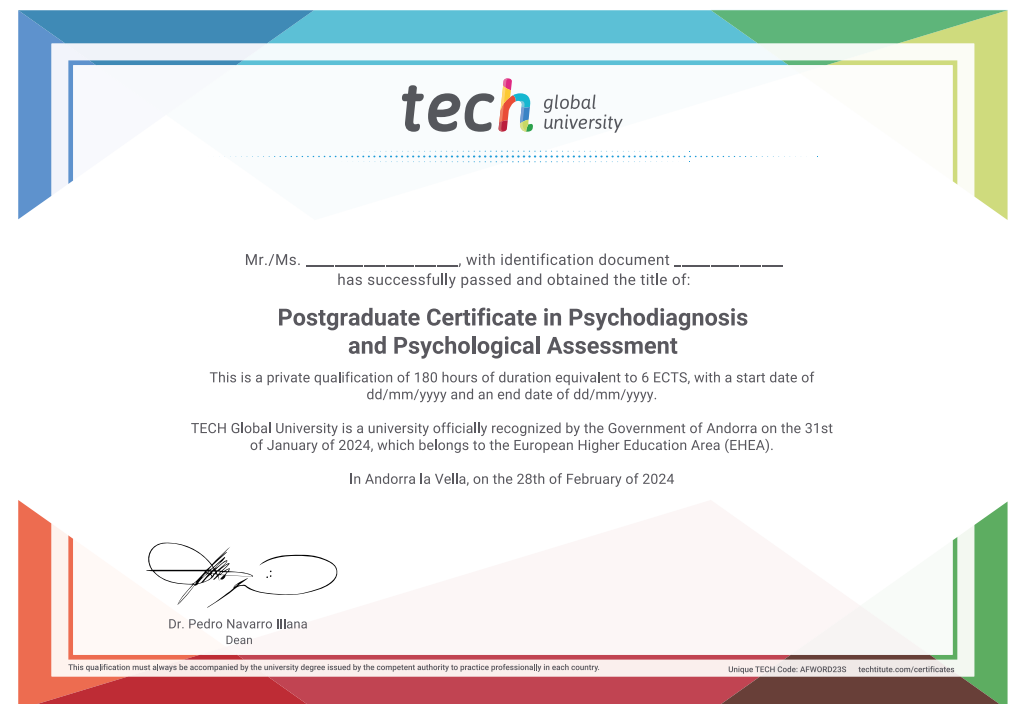 tech global university
Mr./Ms. ___________________, with identification document ______________
has successfully passed and obtained the title of:
Postgraduate Certificate in Psychodiagnosis
and Psychological Assessment
This is a private qualification of 180 hours of duration equivalent to 6 ECTS, with a start date of
dd/mm/yyyy and an end date of dd/mm/yyyy.
TECH Global University is a university officially recognized by the Government of Andorra on the 31st
of January of 2024, which belongs to the European Higher Education Area (EHEA).
In Andorra la Vella, on the 28th of February of 2024
Dr. Pedro Navarro Illana
Dean
This qualification must always be accompanied by the university degree issued by the competent authority to practice professionally in each country.
Unique TECH Code: AFWORD23S techtitute.com/certificates